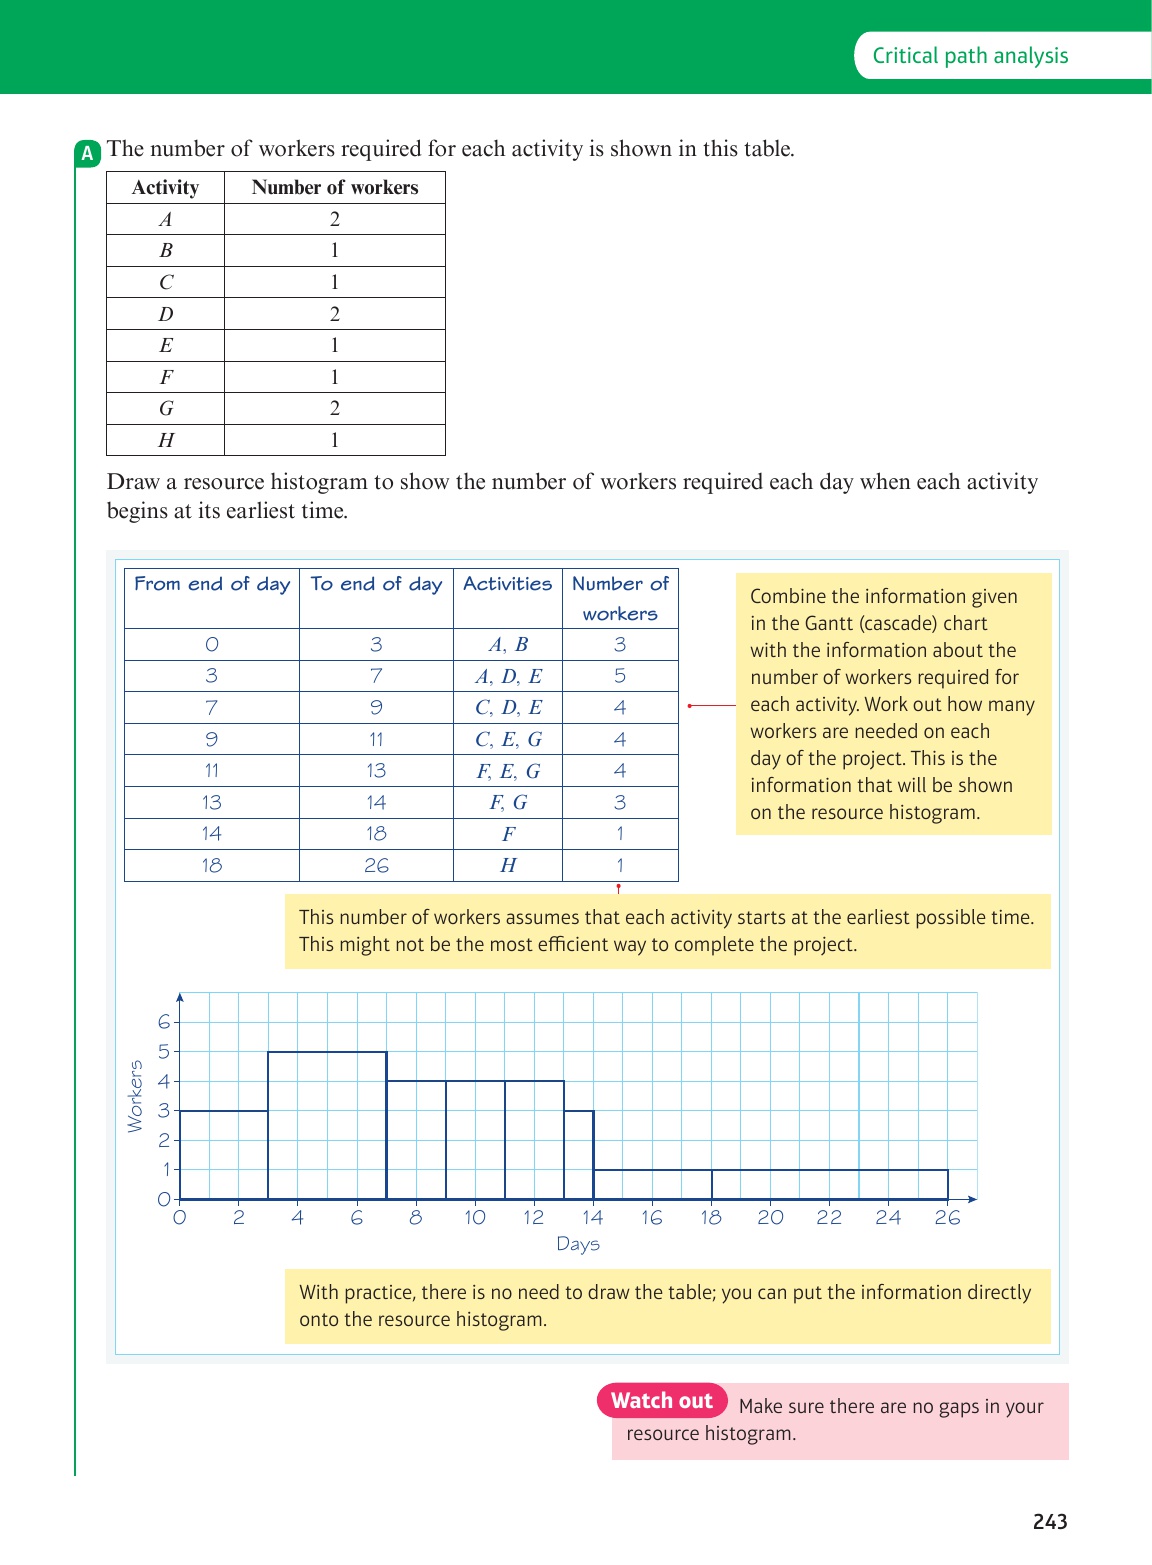 Critical path analysis
A The number of workers required for each activity is shown in this table.
Activity Number of workers
A 2
B 1
C 1
D 2
E 1
F 1
G 2
H 1
Draw a resource histogram to show the number of workers required each day when each activity
begins at its earliest time.
From end of day To end of day Activities Number of
workers
0 3 A, B 3
3 7 A, D, E 5
7 9 C, D, E 4
9 11 C, E, G 4
11 13 F, E, G 4
13 14 F, G 3
14 18 F 1
18 26 H 1
Combine the information given
in the Gantt (cascade) chart
with the information about the
number of workers required for
each activity. Work out how many
workers are needed on each
day of the project. This is the
information that will be shown
on the resource histogram.
This number of workers assumes that each activity starts at the earliest possible time.
This might not be the most efficient way to complete the project.
Workers
6
5
4
3
2
1
0
0 2 4 6 8 10 12 14 16 18 20 22 24 26
Days
With practice, there is no need to draw the table; you can put the information directly
onto the resource histogram.
Watch out Make sure there are no gaps in your
resource histogram.
243